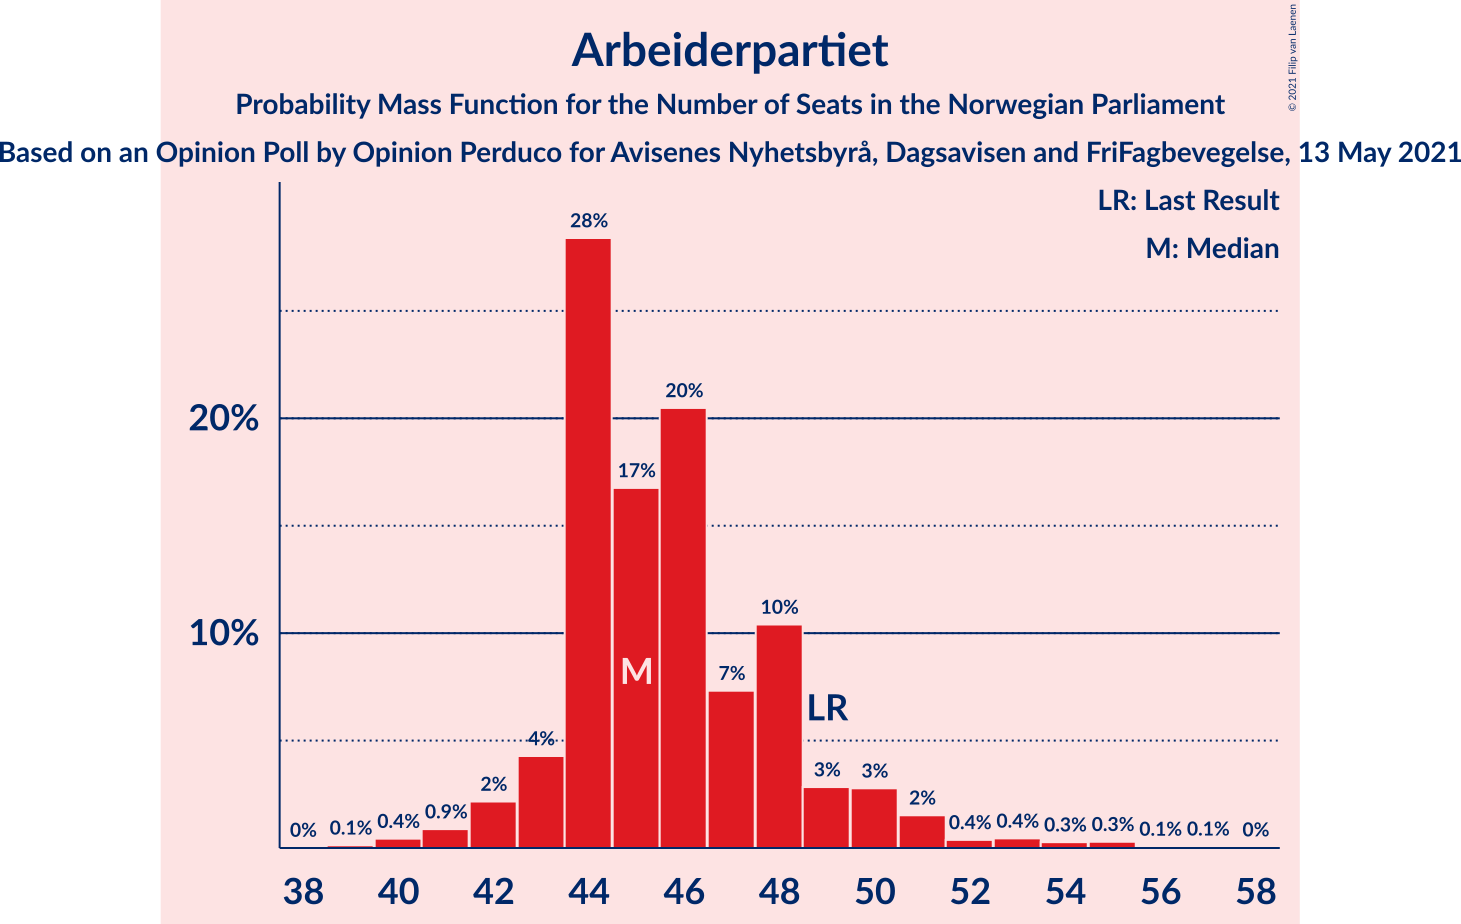 Arbeiderpartiet
Probability Mass Function for the Number of Seats in the Norwegian Parliament
Based on an Opinion Poll by Opinion Perduco for Avisenes Nyhetsbyrå, Dagsavisen and FriFagbevegelse, 13 May 2021
© 2021 Filip van Laenen
LR: Last Result
M: Median
20%
10%
0%
0.1%
0.4%
0.9%
2%
4%
28%
17%
20%
7%
10%
3%
3%
2%
0.4%
0.4%
0.3%
0.3%
0.1%
0.1%
0%
M
LR
38 40 42 44 46 48 50 52 54 56 58